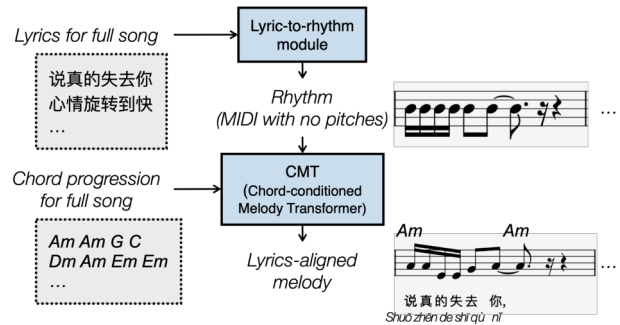 Lyrics for full song
Lyric-to-rhythm
module
说真的失去你
心情旋转到快
…
Rhythm
(MIDI with no pitches)
...
Chord progression
for full song
CMT
(Chord-conditioned
Melody Transformer)
Am Am G C
Dm Am Em Em
…
Lyrics-aligned
melody
Am Am
...
说真的失去 你,
Shuō zhēn de shī qù nǐ